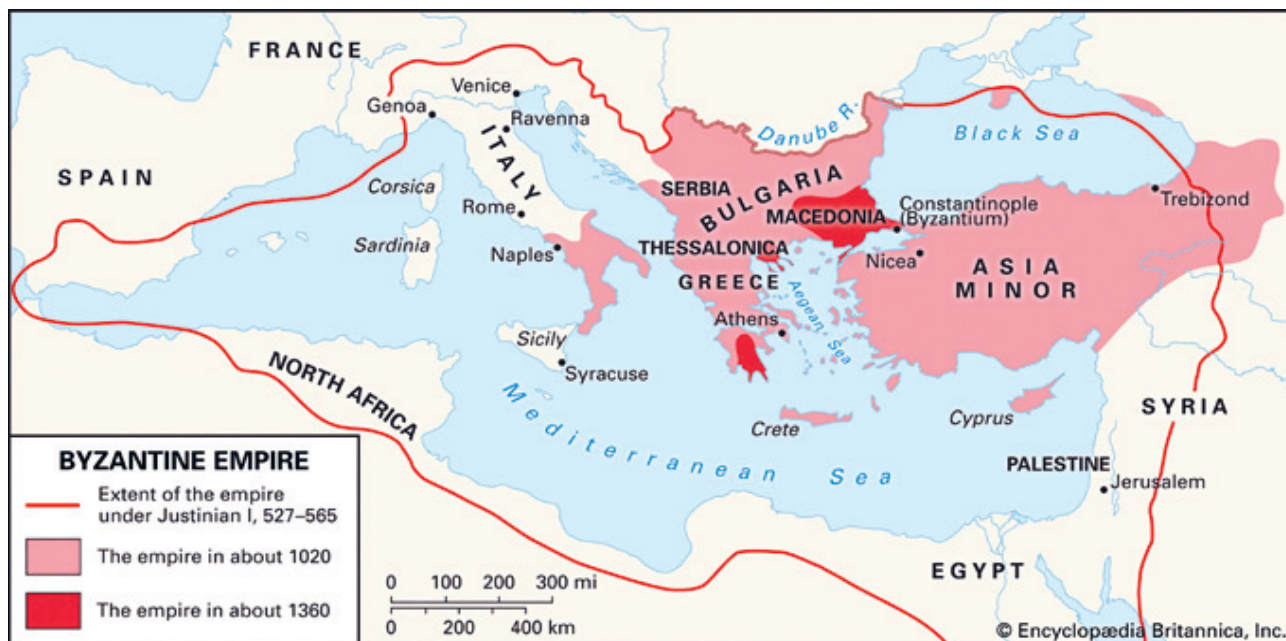 FRANCE
Venice
Genoa
Ravenna
ITALY
Danube R.
Black Sea
SPAIN
Corsica
SERBIA
BULGARIA
Trebizond
Rome
MACEDONIA
Constantinople
(Byzantium)
Sardinia
Naples
THESSALONICA
Nicea
ASIA
MINOR
GREECE
Aegean Sea
Athens
Sicily
Syracuse
NORTH AFRICA
Mediterranean Sea
Crete
Cyprus
SYRIA
PALESTINE
Jerusalem
EGYPT
BYZANTINE EMPIRE
Extent of the empire
under Justinian I, 527–565
The empire in about 1020
The empire in about 1360
0 100 200 300 mi
0 200 400 km
© Encyclopædia Britannica, Inc.